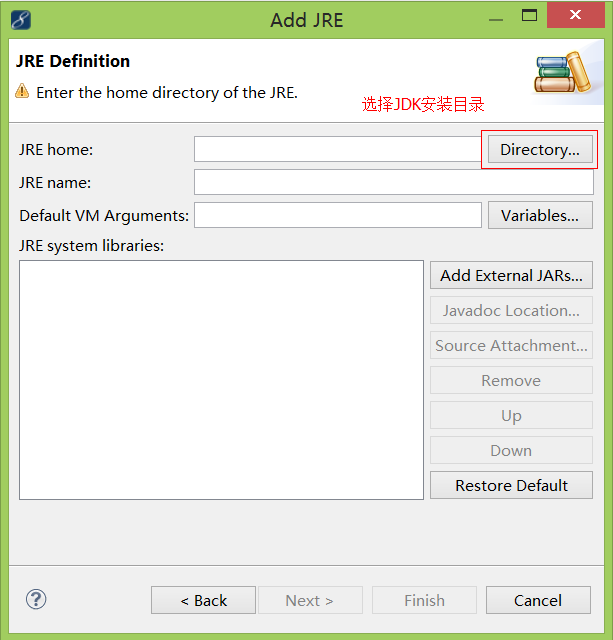 Add JRE
JRE Definition
Enter the home directory of the JRE.
选择JDK安装目录
JRE home:
Directory...
JRE name:
Default VM Arguments:
Variables...
JRE system libraries:
Add External JARs...
Javadoc Location...
Source Attachment...
Remove
Up
Down
Restore Default
?
< Back
Next >
Finish
Cancel